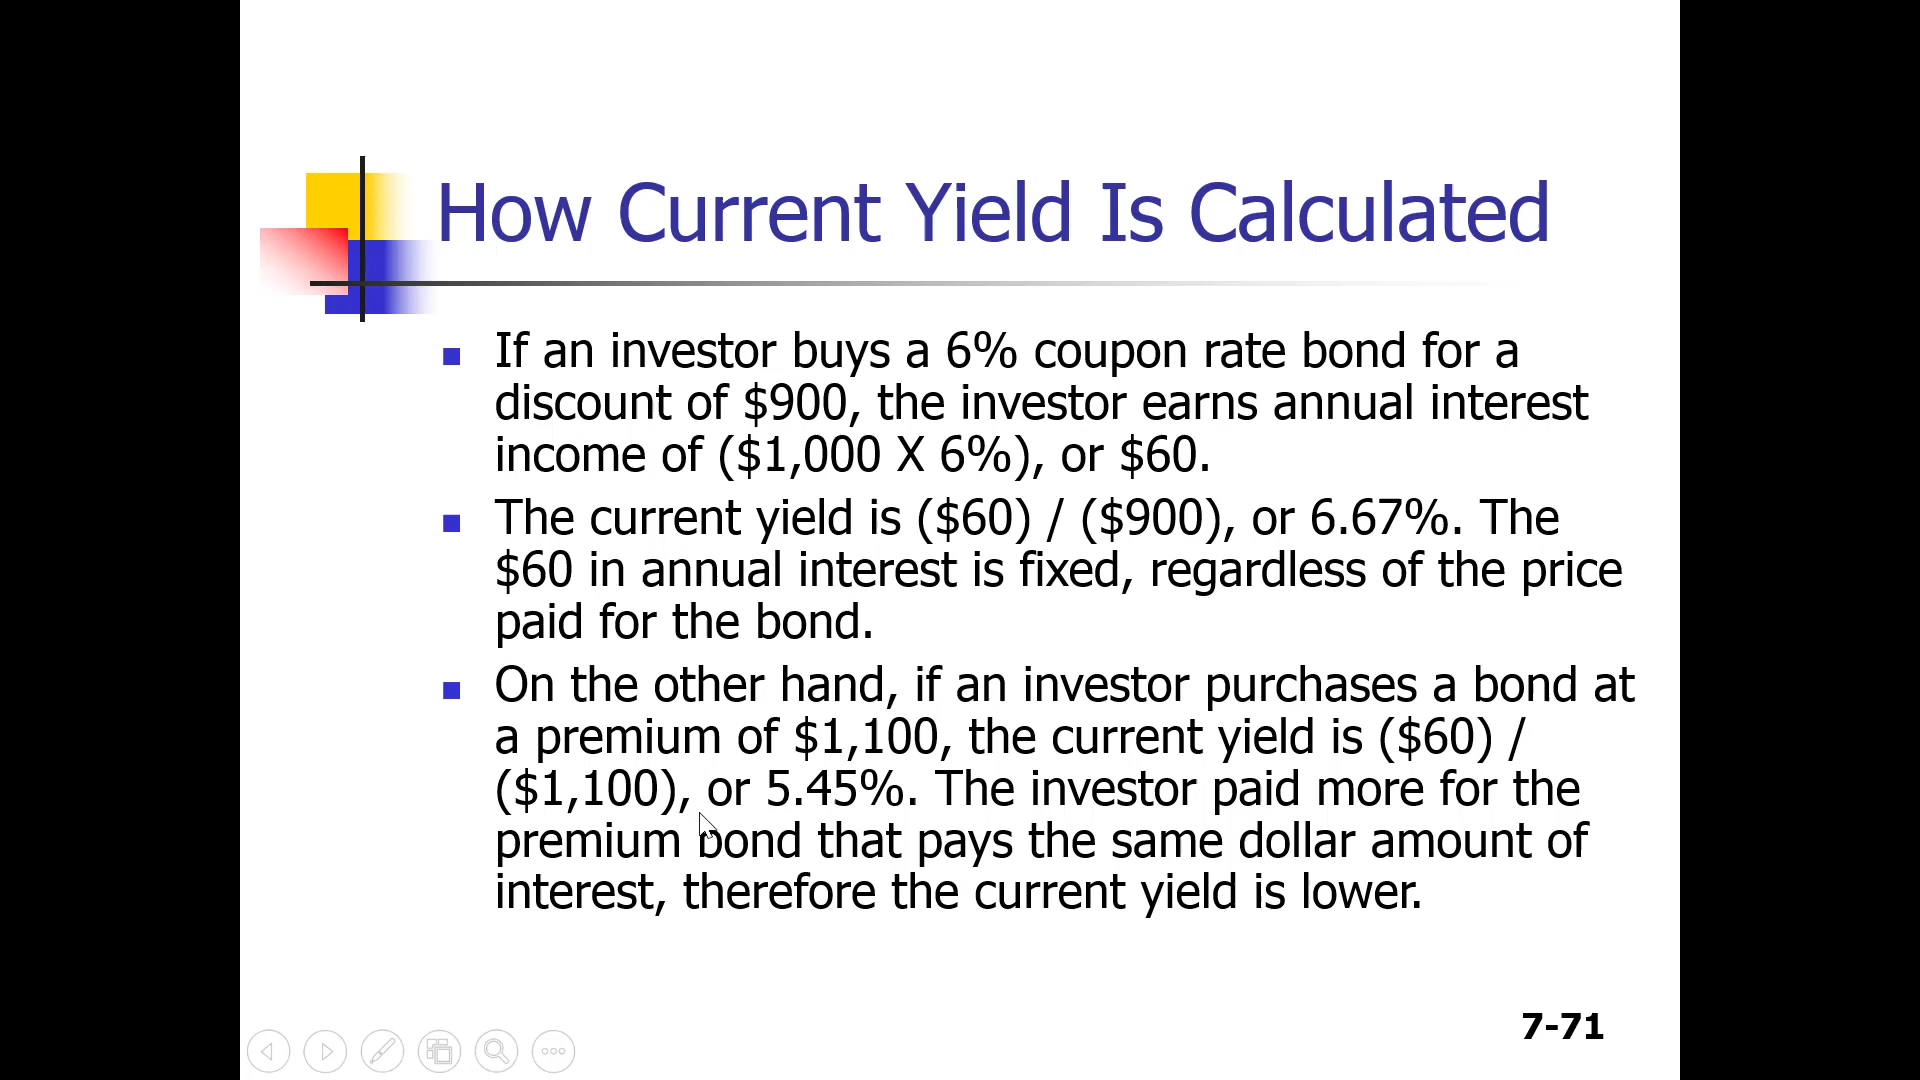 How Current Yield Is Calculated
If an investor buys a 6% coupon rate bond for a
discount of $900, the investor earns annual interest
income of ($1,000 X 6%), or $60.
The current yield is ($60) / ($900), or 6.67%. The
$60 in annual interest is fixed, regardless of the price
paid for the bond.
On the other hand, if an investor purchases a bond at
a premium of $1,100, the current yield is ($60) /
($1,100), or 5.45%. The investor paid more for the
premium bond that pays the same dollar amount of
interest, therefore the current yield is lower.
7-71